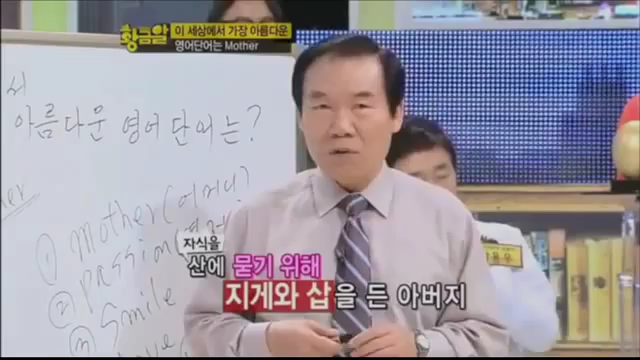 황금알
이 세상에서 가장 아름다운
영어단어는 Mother
아름다운 영어단어는?
① mother (어머니)
② Passion
③ Smile
자식을
산에 묻기 위해
지게와 삽을 든 아버지